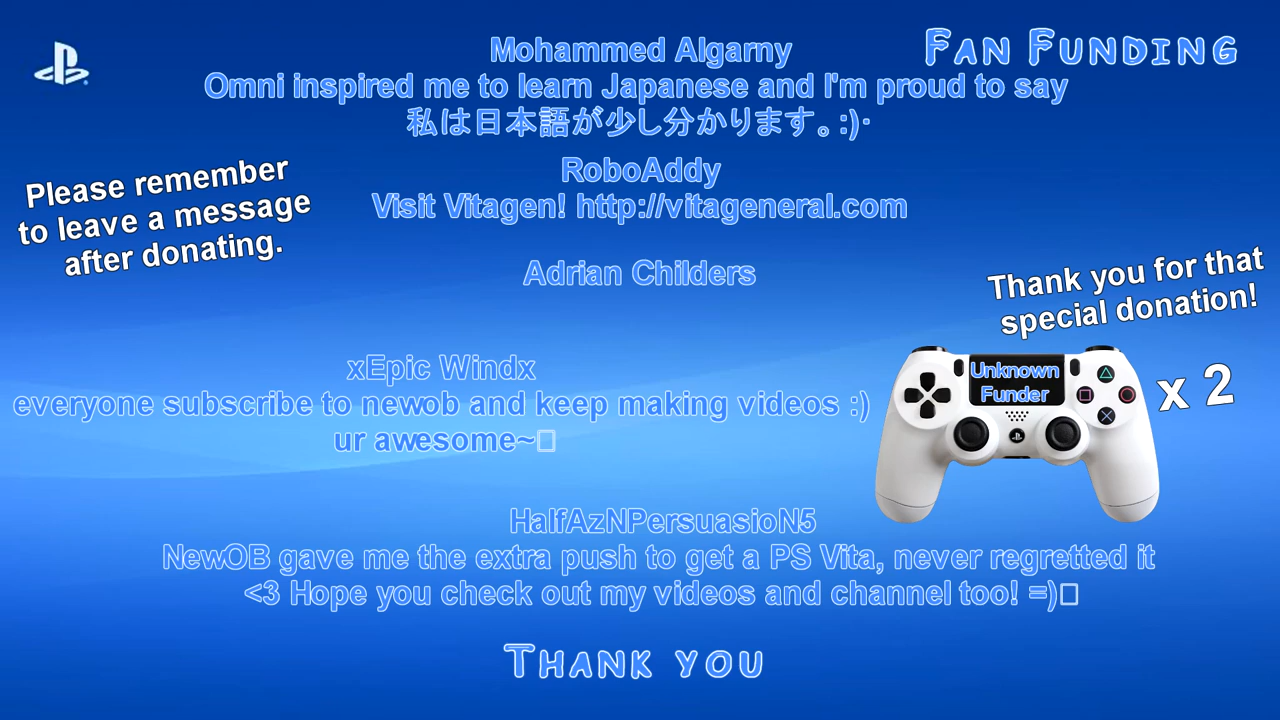 Fan Funding
Mohammed Algarny
Omni inspired me to learn Japanese and I'm proud to say
私は日本語が少し分かります。:)·
RoboAddy
Visit Vitagen! http://vitageneral.com
Please remember
to leave a message
after donating.
Adrian Childers
Thank you for that
special donation!
Unknown
Funder
x 2
xEpic Windx
everyone subscribe to newob and keep making videos :)
ur awesome~
HalfAzNPersuasioN5
NewOB gave me the extra push to get a PS Vita, never regretted it
<3 Hope you check out my videos and channel too! =)
Thank you